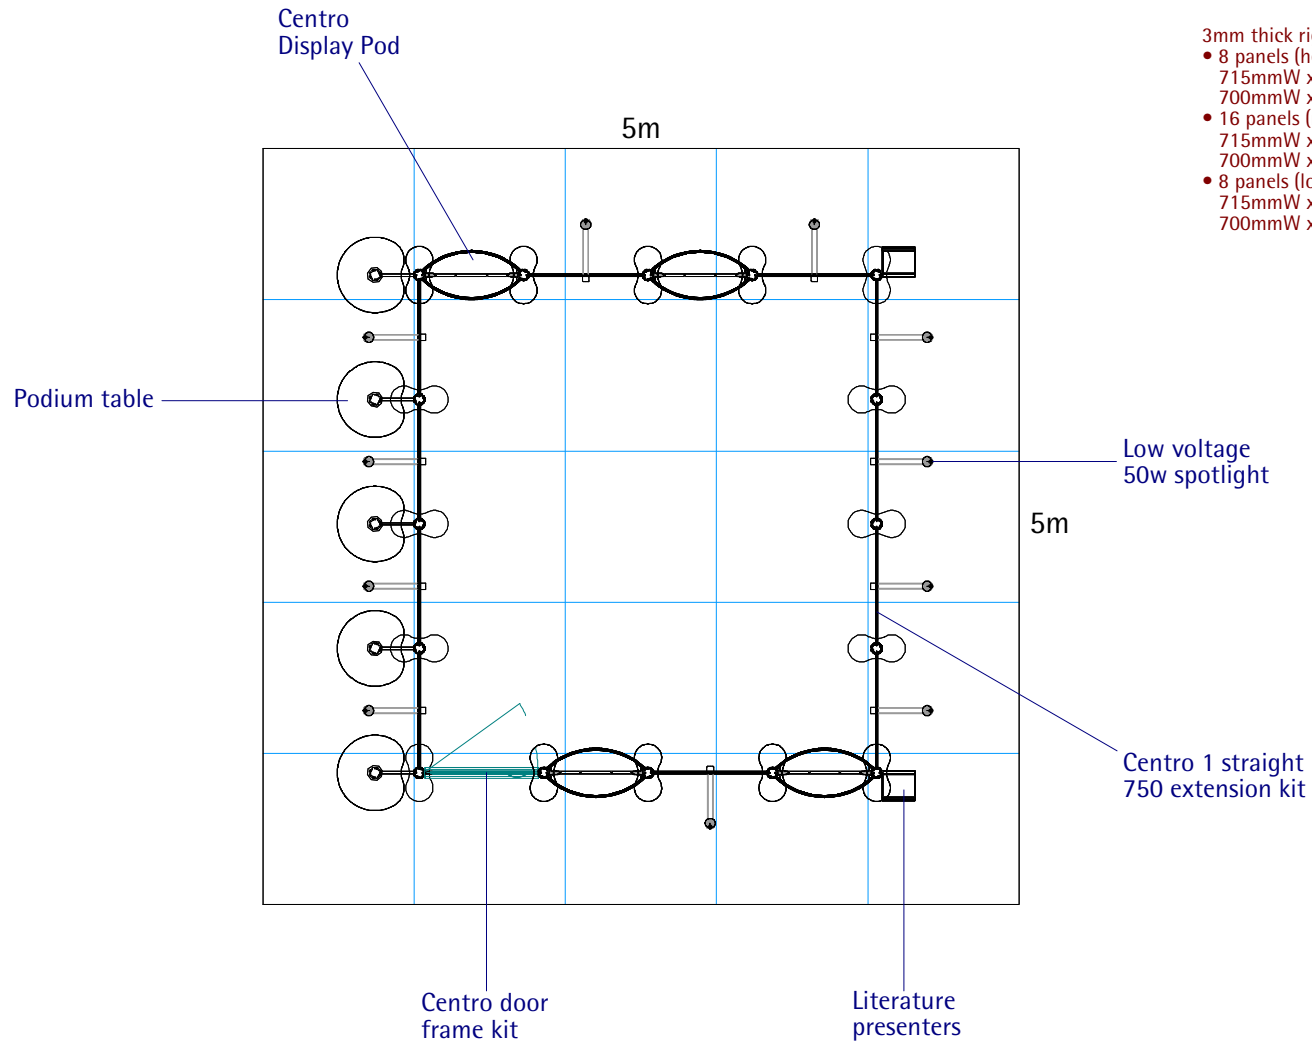 Centro
Display Pod
3mm thick
• 8 panels
715mmW x
700mmW x
• 16 panels
715mmW x
700mmW x
• 8 panels
715mmW x
700mmW x
5m
Podium table
Low voltage
50w spotlight
5m
Centro 1 straight
750 extension kit
Centro door
frame kit
Literature
presenters